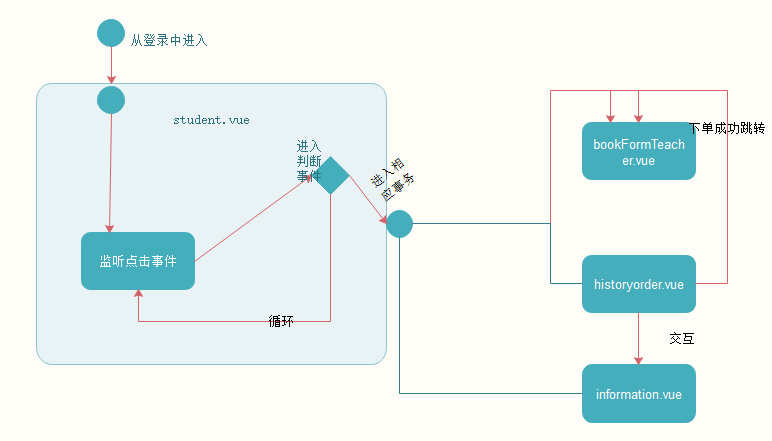 从登录中进入
student.vue
进入
判断
事件
进入相
应事务
监听点击事件
循环
bookFormTeach
er.vue
下单成功跳转
historyorder.vue
交互
information.vue